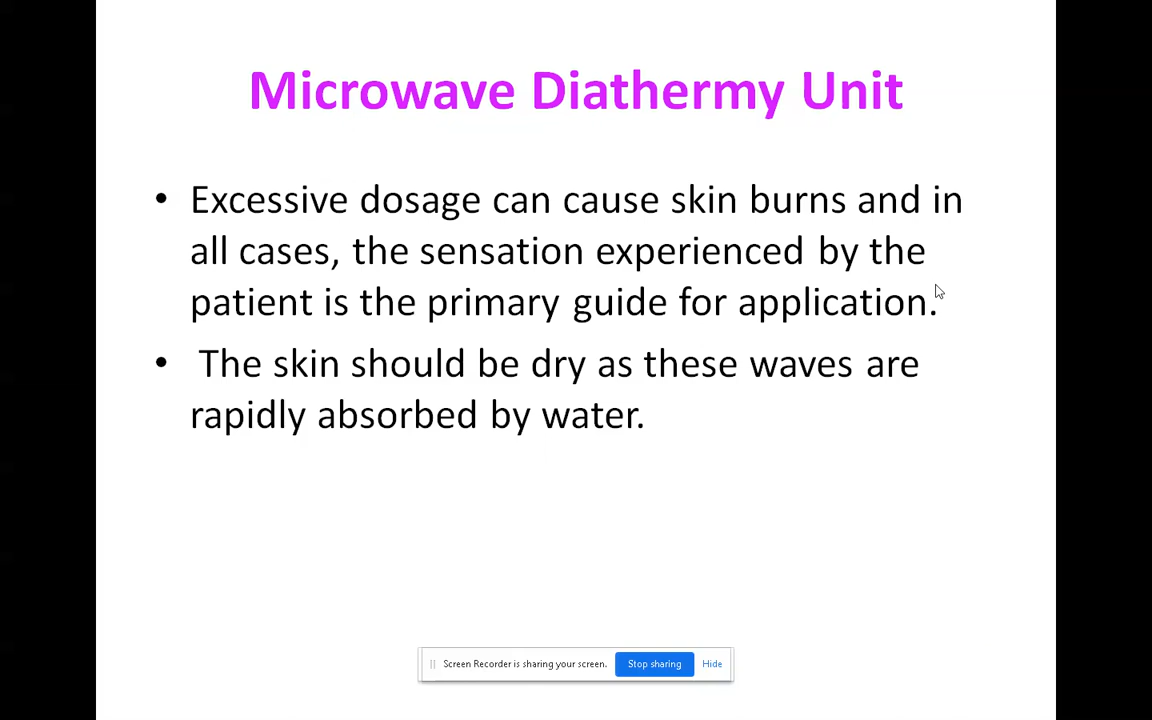 Microwave Diathermy Unit
• Excessive dosage can cause skin burns and in
all cases, the sensation experienced by the
patient is the primary guide for application.
• The skin should be dry as these waves are
rapidly absorbed by water.
Screen Recorder is sharing your screen. Stop sharing Hide